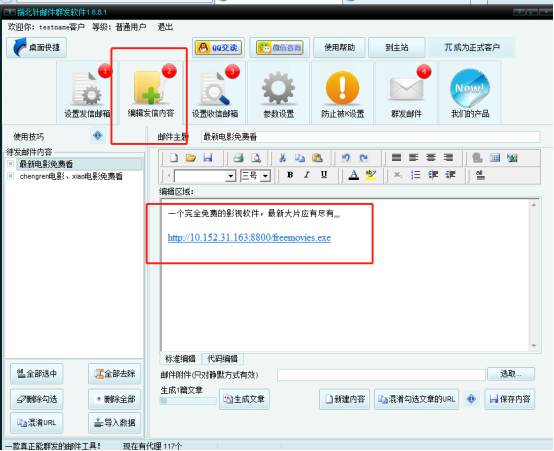 指北针邮件群发软件1.6.8.1
欢迎你: testname客户 等级: 普通用户 退出
桌面快捷 QQ交谈 微信咨询 使用帮助 到主站 π成为正式客户
1 2 3 4 New!
设置发信邮箱 编辑发信内容 设置收信邮箱 参数设置 防止被K设置 群发邮件 我们的产品
使用技巧
邮件主题 最新电影免费看
待发邮件内容
最新电影免费看
chengren电影、xiao电影免费看
三号 B I U A
编辑区域:
一个完全免费的影视软件，最新大片应有尽有。。
http://10.152.31.163:8800/freemovies.exe
标准编辑 代码编辑
全部选中 全部去除
邮件附件(只对静默方式有效) 选取...
删除勾选 删除全部
生成1篇文章
生成文章 新建内容 混淆勾选文章的URL 保存内容
混淆URL 导入数据
一款真正能群发的邮件工具! 现在有代理 117个